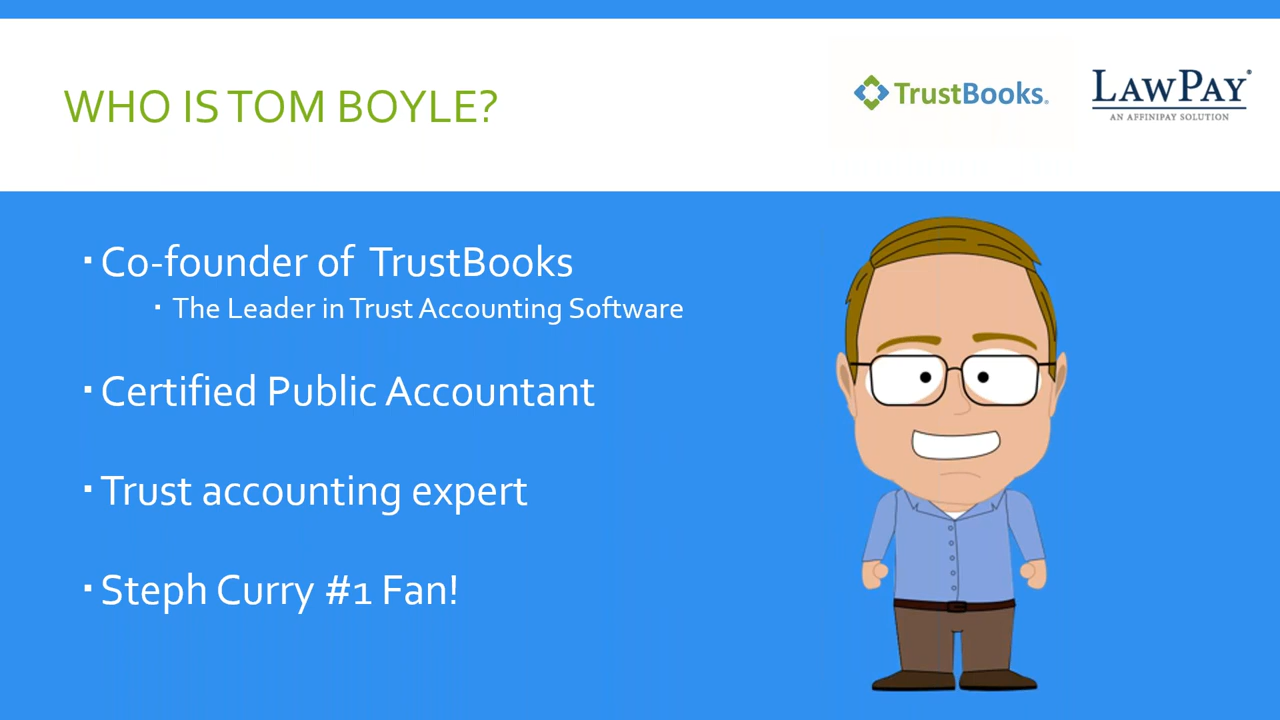 WHO IS TOM BOYLE?
TrustBooks®
LAWPAY®
AN AFFINIPAY SOLUTION
▪ Co-founder of TrustBooks
▪ The Leader in Trust Accounting Software
▪ Certified Public Accountant
▪ Trust accounting expert
▪ Steph Curry #1 Fan!